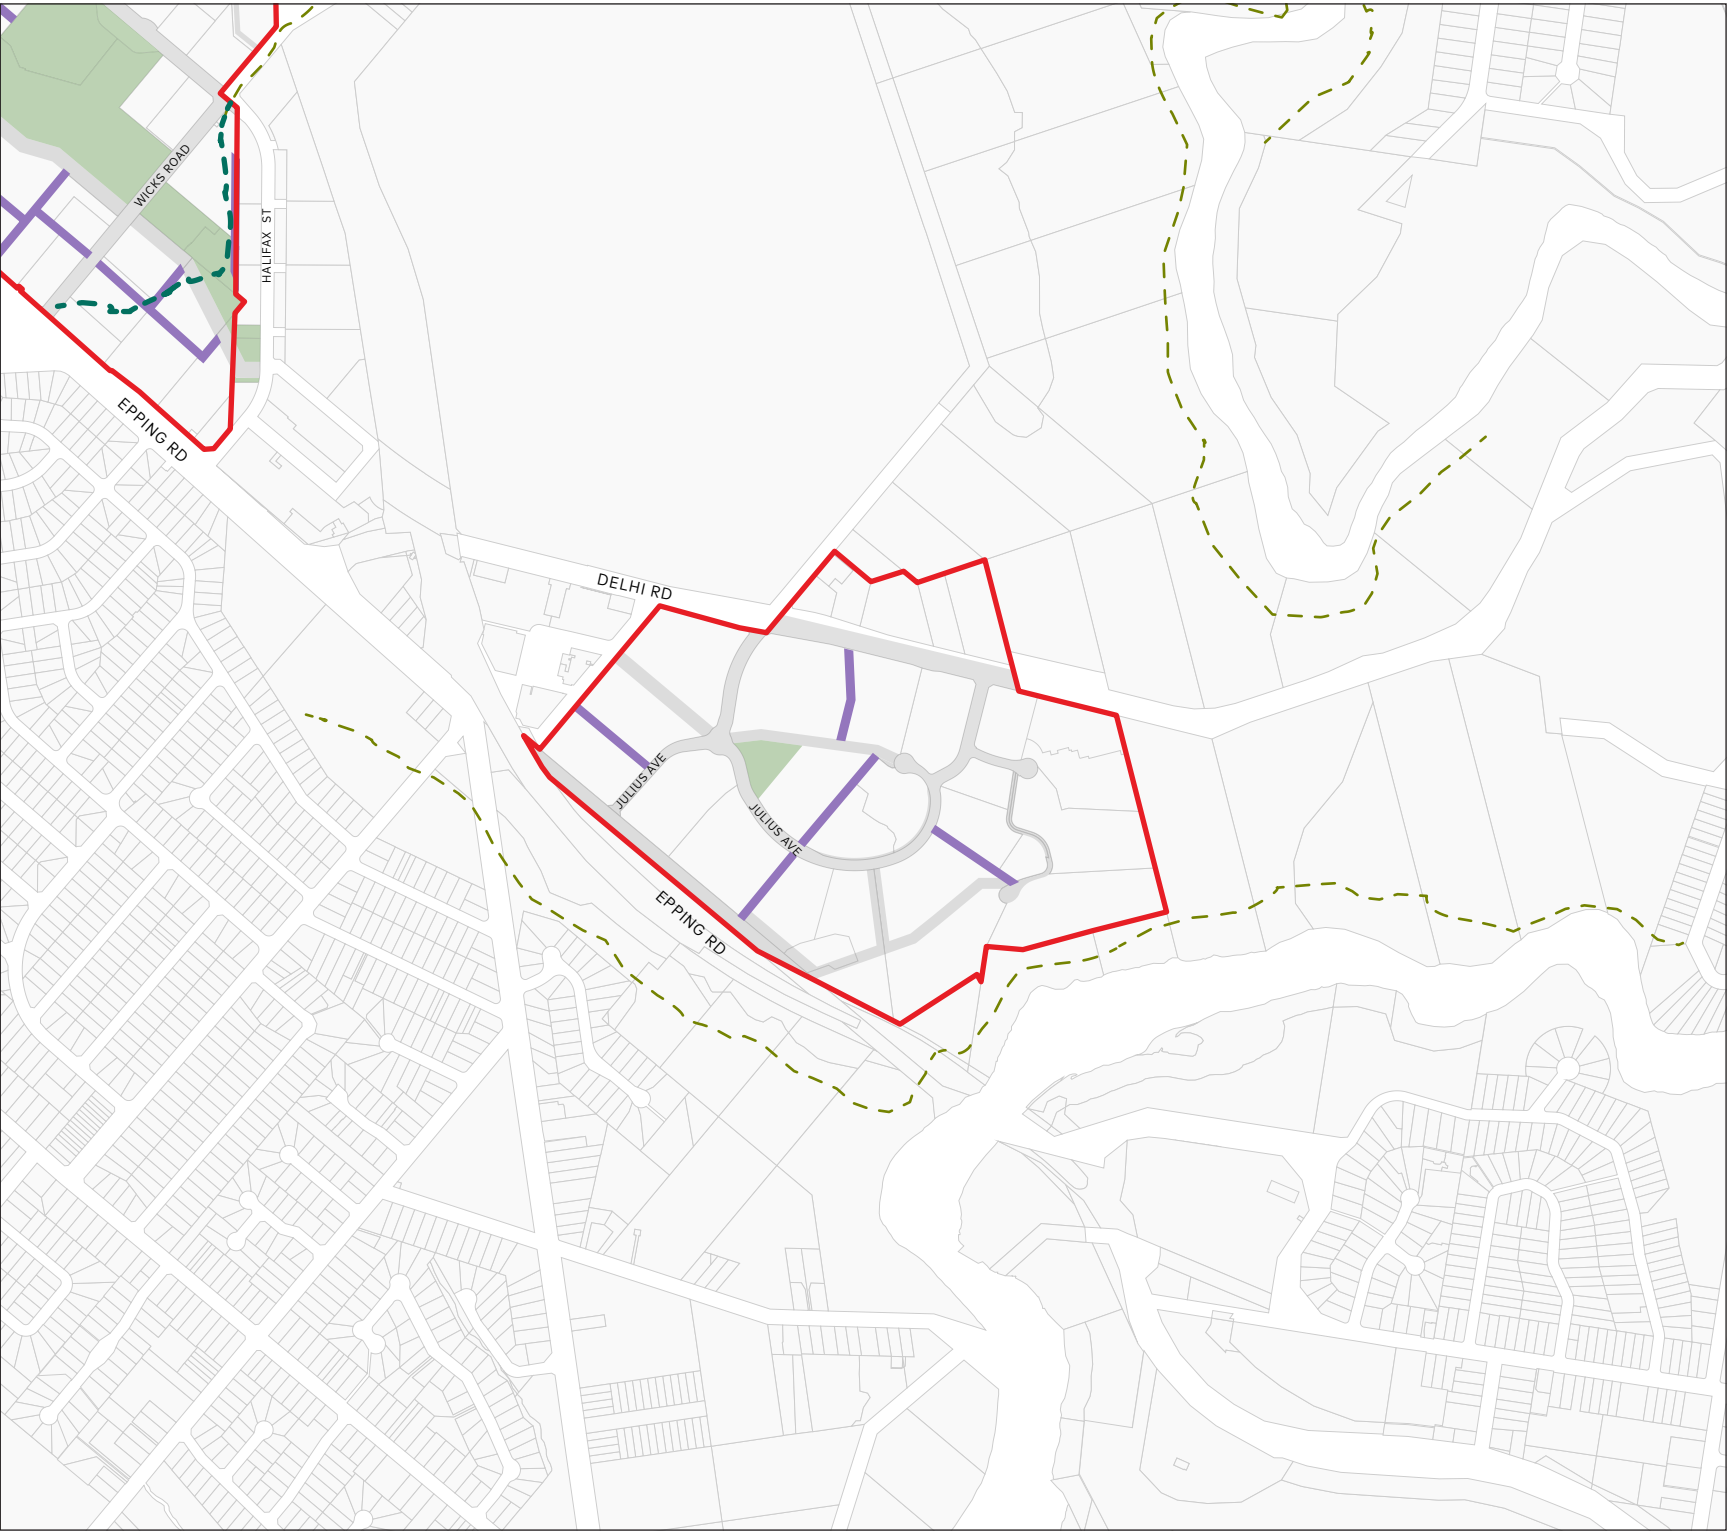 WICKS ROAD
HALIFAX ST
EPPING RD
DELHI RD
JULIUS AVE
JULIUS AVE
EPPING RD